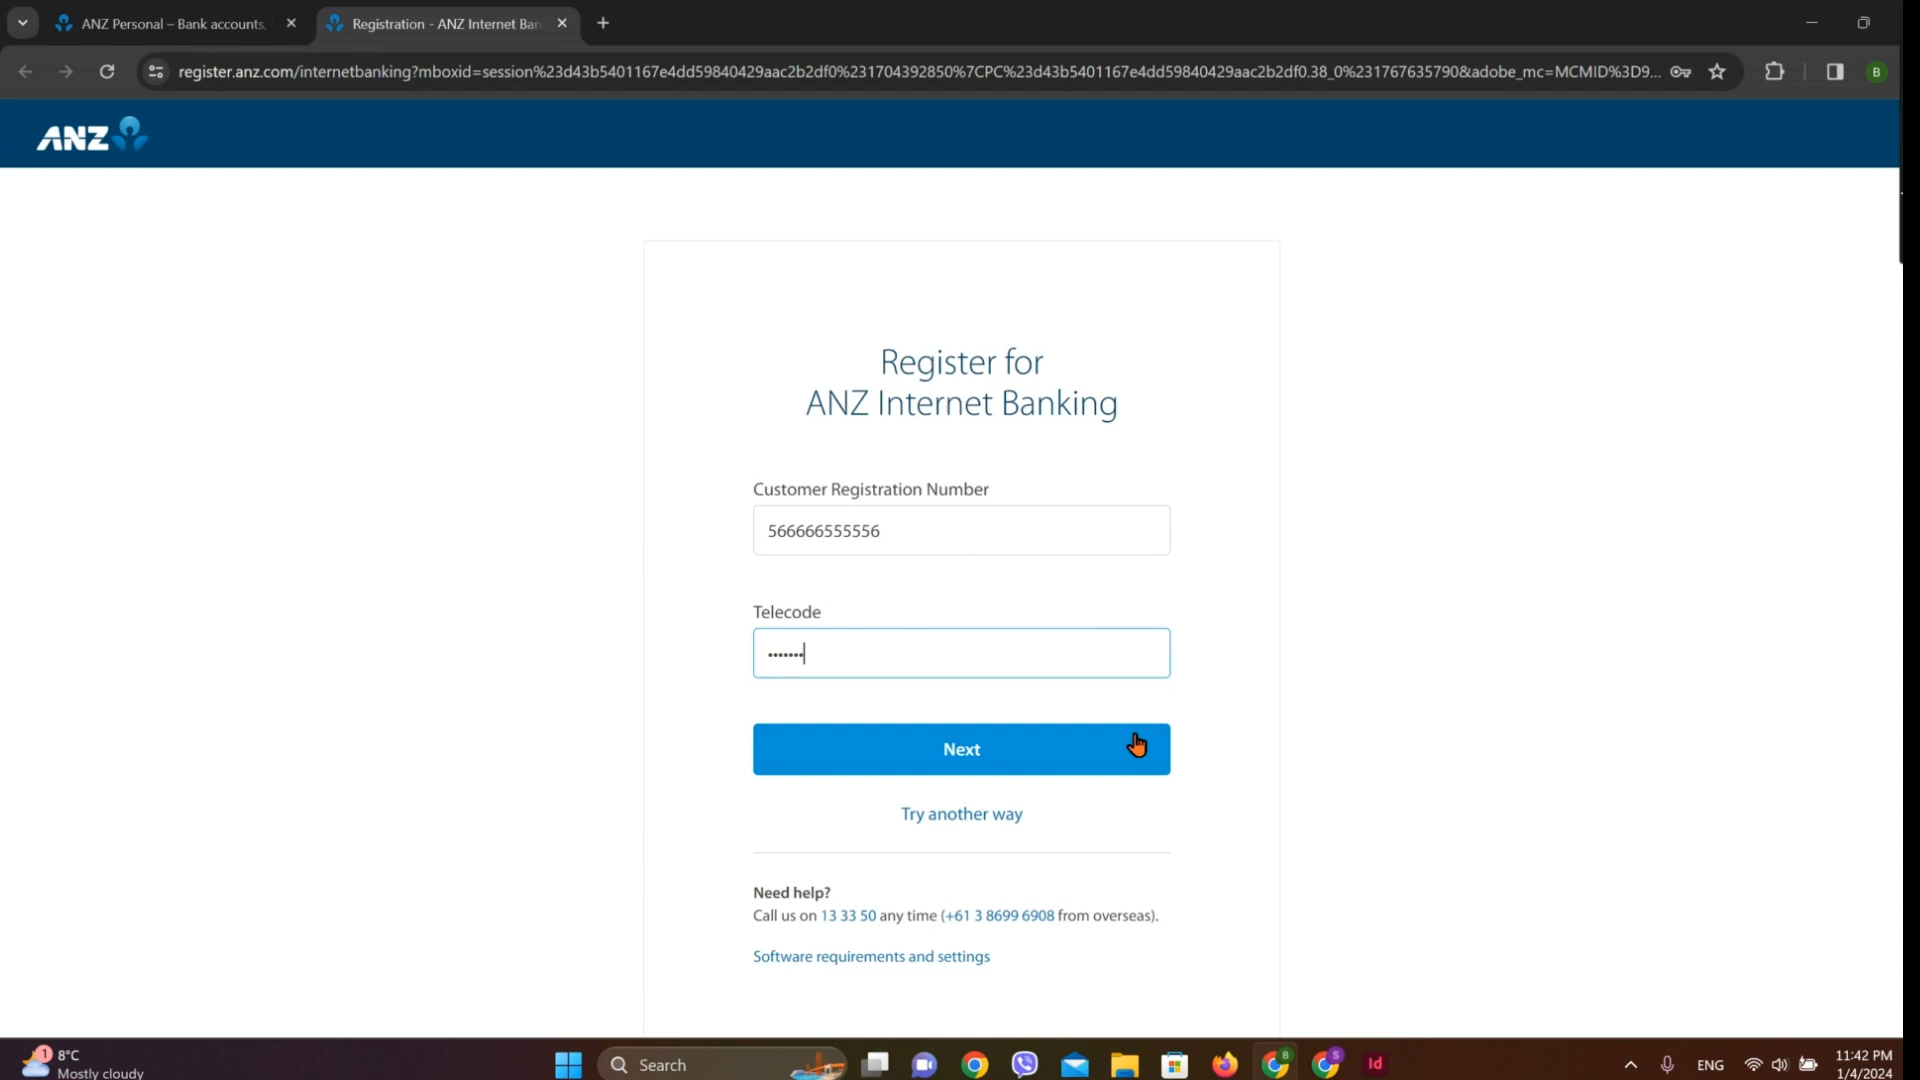 ANZ Personal – Bank accounts,
Registration - ANZ Internet Ban
register.anz.com/internetbanking?mboxid=session%23d43b5401167e4dd59840429aac2b2df0%231704392850%7CPC%23d43b5401167e4dd59840429aac2b2df0.38_0%231767635790&adobe_mc=MCMID%3D9...
B
ANZ
Register for
ANZ Internet Banking
Customer Registration Number
566666555556
Telecode
•••••••
Next
Try another way
Need help?
Call us on 13 33 50 any time (+61 3 8699 6908 from overseas).
Software requirements and settings
1
8°C
Mostly cloudy
Search
B
S
Id
ENG
11:42 PM
1/4/2024